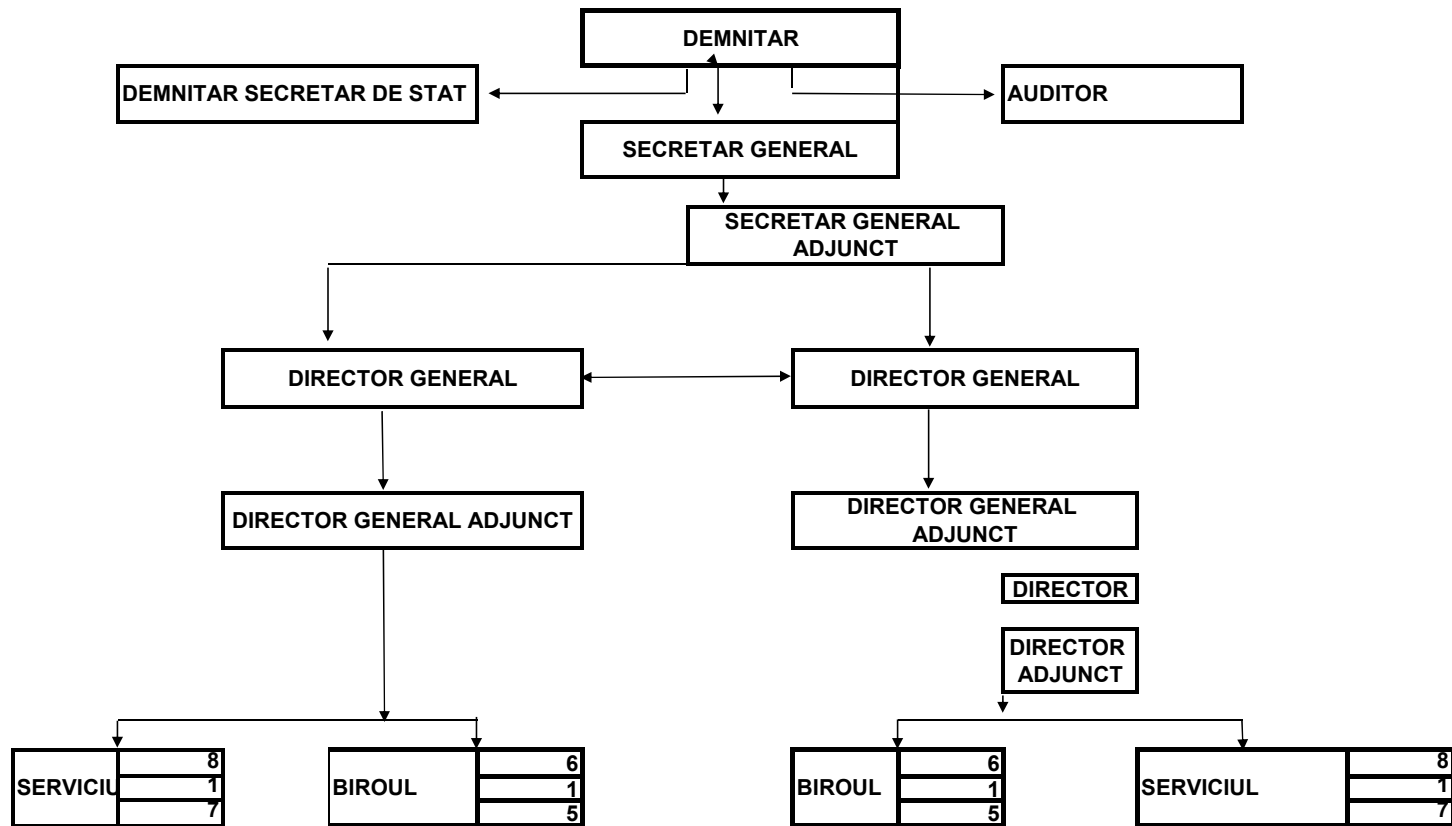 DEMNITAR
DEMNITAR SECRETAR DE STAT
AUDITOR
SECRETAR GENERAL
SECRETAR GENERAL
ADJUNCT
DIRECTOR GENERAL
DIRECTOR GENERAL
DIRECTOR GENERAL ADJUNCT
DIRECTOR GENERAL
ADJUNCT
DIRECTOR
DIRECTOR
ADJUNCT
SERVICIU
8
1
7
BIROUL
6
1
5
BIROUL
6
1
5
SERVICIUL
8
1
7